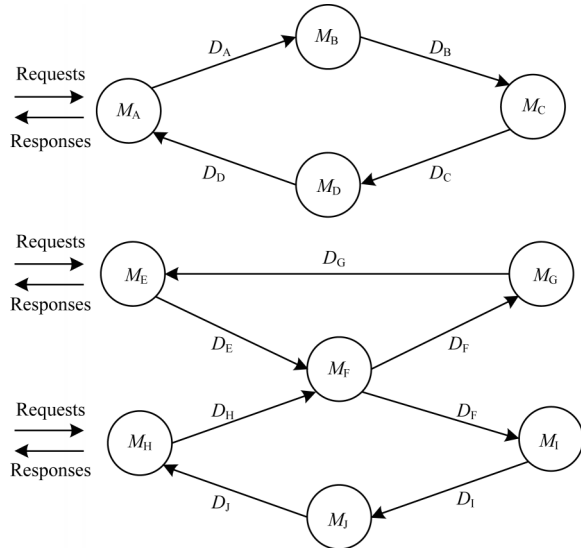 M_B
D_A
D_B
Requests
M_A
M_C
Responses
D_D
M_D
D_C
Requests
D_G
M_E
M_G
Responses
D_E
D_F
M_F
Requests
D_H
D_F
M_H
M_I
Responses
D_J
M_J
D_I